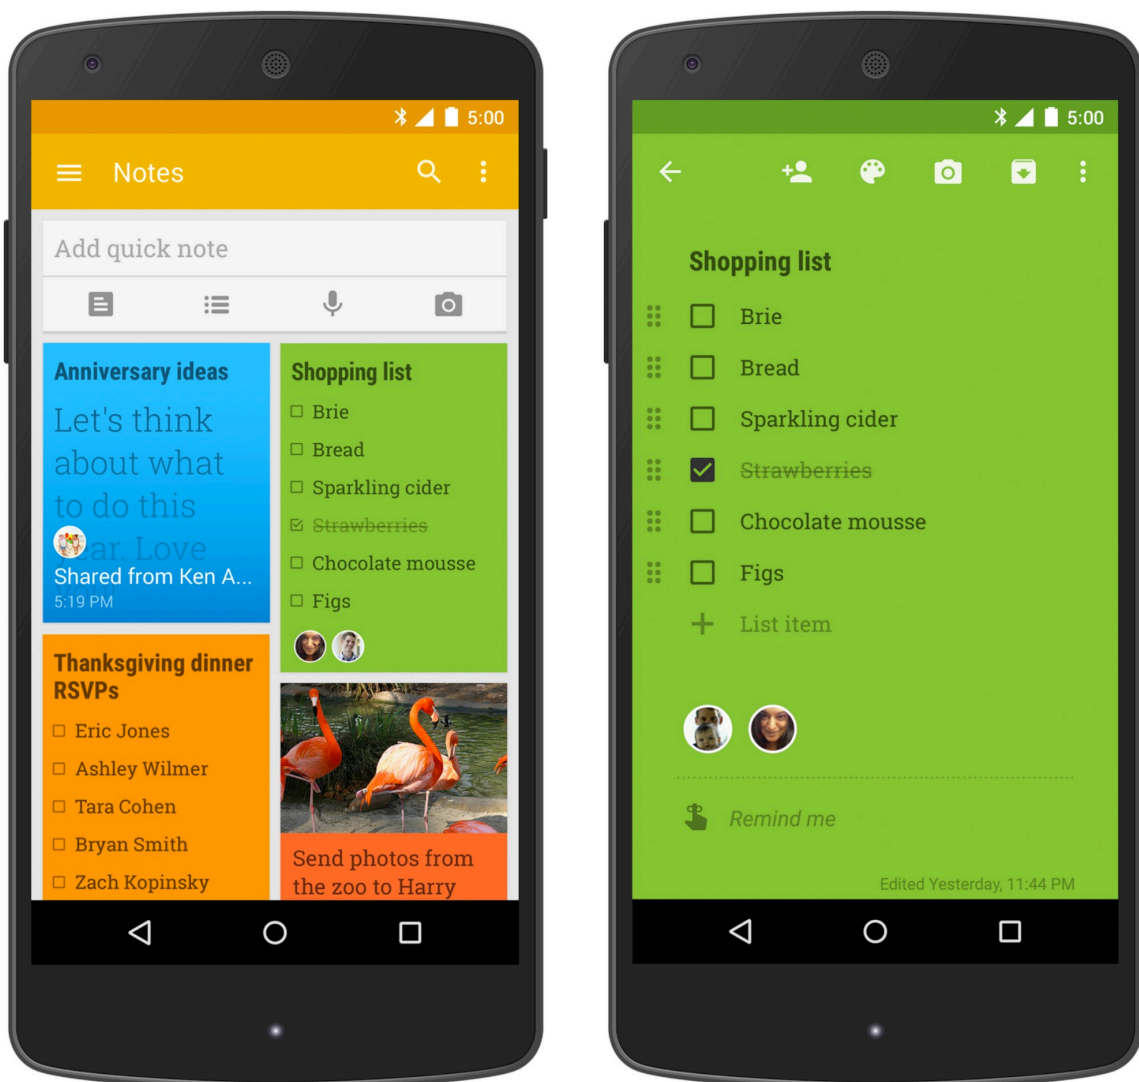 5:00
Notes
Add quick note
Anniversary ideas
Let's think
about what
to do this
year. Love
Shared from Ken A...
5:19 PM
Thanksgiving dinner
RSVPs
Eric Jones
Ashley Wilmer
Tara Cohen
Bryan Smith
Zach Kopinsky
Shopping list
Brie
Bread
Sparkling cider
Strawberries
Chocolate mousse
Figs
Send photos from
the zoo to Harry
5:00
Shopping list
Brie
Bread
Sparkling cider
Strawberries
Chocolate mousse
Figs
List item
Remind me
Edited Yesterday, 11:44 PM